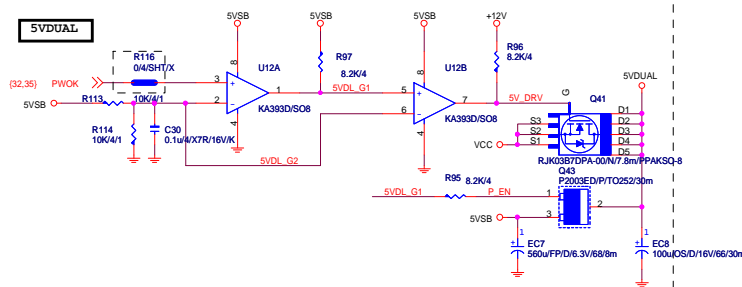 5VDUAL
5VSB
5VSB
5VSB
+12V
R116
0/4/SHT/X
U12A
R97
8.2K/4
U12B
R96
8.2K/4
5VDUAL
{32,35} PWOK
8
3
+
1
5VDL_G1
8
5
+
7
5V_DRV
G
Q41
5VSB
R113
10K/4/1
2
−
KA393D/SO8
6
−
KA393D/SO8
4
4
R114
10K/4/1
C30
0.1u/4/X7R/16V/K
5VDL_G2
VCC
S3
S2
S1
D1
D2
D3
D4
D5
RJK03B7DPA-00/N/7.8m/PPAKSQ-8
Q43
P2003ED/P/TO252/30m
5VDL_G1
R95
8.2K/4
P_EN
1
2
5VSB
3
1
+
EC7
560u/FP/D/6.3V/68/8m
1
+
EC8
100u/OS/D/16V/66/30m